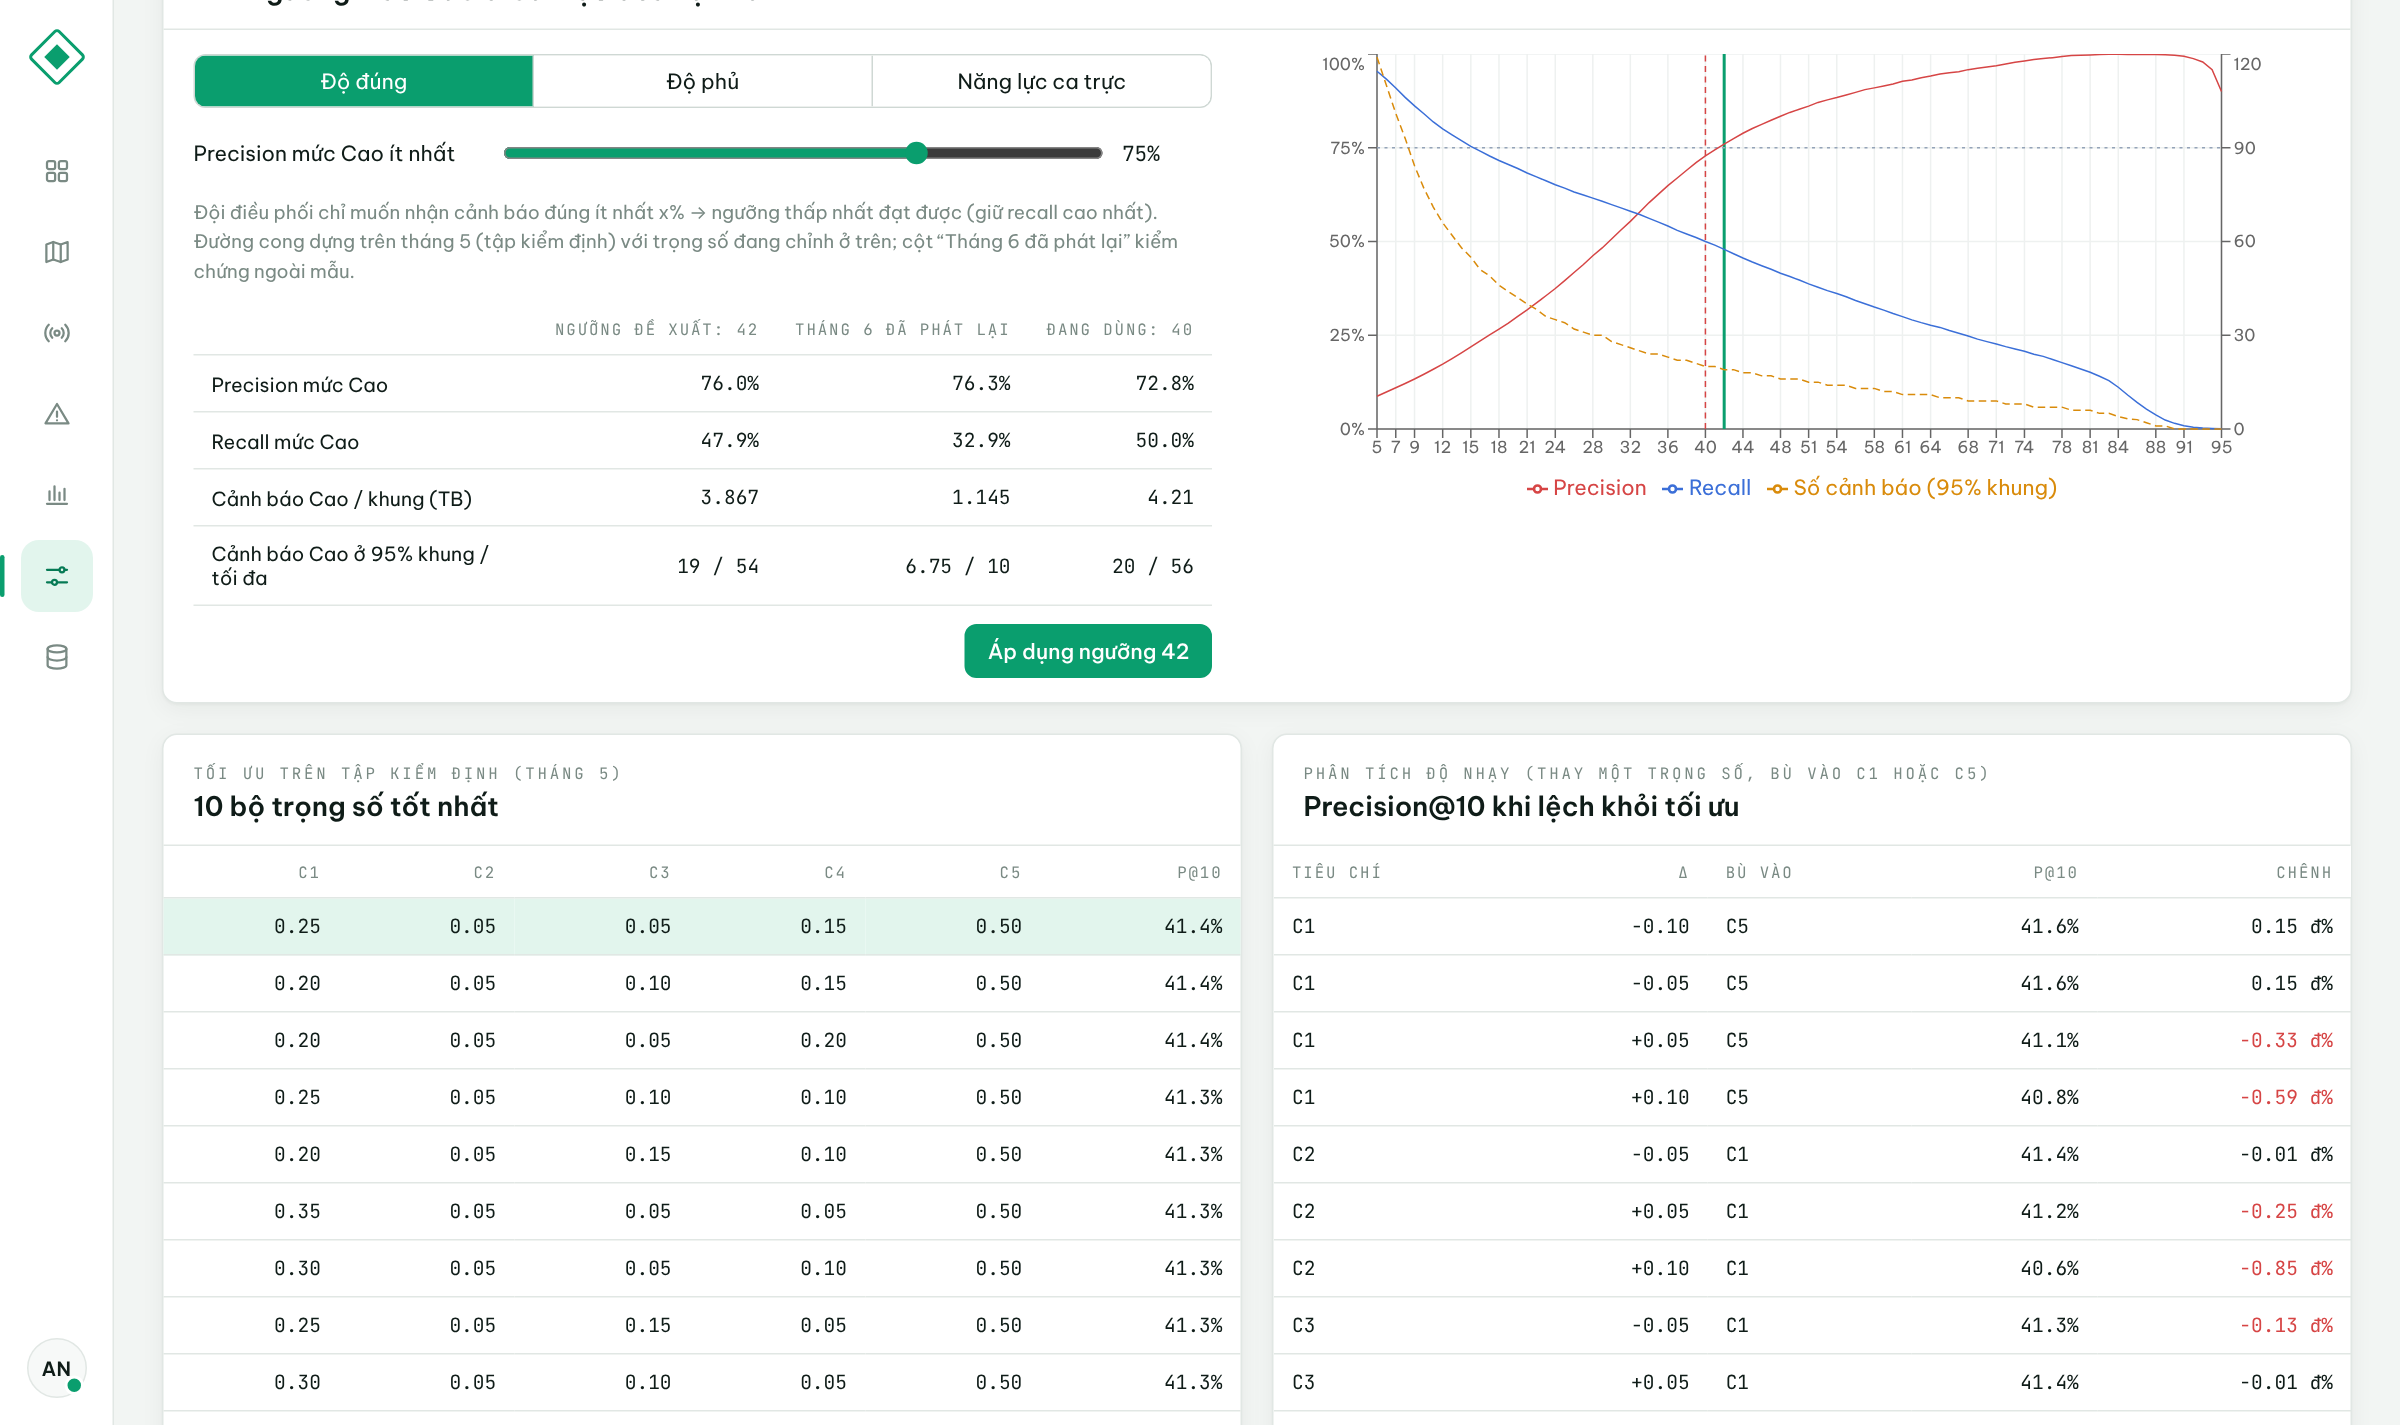 Độ đúng
Độ phủ
Năng lực ca trực
Precision mức Cao ít nhất
75%
Đội điều phối chỉ muốn nhận cảnh báo đúng ít nhất x% → ngưỡng thấp nhất đạt được (giữ recall cao nhất).
Đường cong dựng trên tháng 5 (tập kiểm định) với trọng số đang chỉnh ở trên; cột “Tháng 6 đã phát lại” kiểm
chứng ngoài mẫu.
NGƯỠNG ĐỀ XUẤT: 42 THÁNG 6 ĐÃ PHÁT LẠI ĐANG DÙNG: 40
Precision mức Cao 76.0% 76.3% 72.8%
Recall mức Cao 47.9% 32.9% 50.0%
Cảnh báo Cao / khung (TB) 3.867 1.145 4.21
Cảnh báo Cao ở 95% khung /
tối đa
19 / 54 6.75 / 10 20 / 56
Áp dụng ngưỡng 42
100% 120
75% 90
50% 60
25% 30
0% 0
5 7 9 12 15 18 21 24 28 32 36 40 44 48 51 54 58 61 64 68 71 74 78 81 84 88 91 95
Precision Recall Số cảnh báo (95% khung)
TỐI ƯU TRÊN TẬP KIỂM ĐỊNH (THÁNG 5)
10 bộ trọng số tốt nhất
C1 C2 C3 C4 C5 P@10
0.25 0.05 0.05 0.15 0.50 41.4%
0.20 0.05 0.10 0.15 0.50 41.4%
0.20 0.05 0.05 0.20 0.50 41.4%
0.25 0.05 0.10 0.10 0.50 41.3%
0.20 0.05 0.15 0.10 0.50 41.3%
0.35 0.05 0.05 0.05 0.50 41.3%
0.30 0.05 0.05 0.10 0.50 41.3%
0.25 0.05 0.15 0.05 0.50 41.3%
0.30 0.05 0.10 0.05 0.50 41.3%
PHÂN TÍCH ĐỘ NHẠY (THAY MỘT TRỌNG SỐ, BÙ VÀO C1 HOẶC C5)
Precision@10 khi lệch khỏi tối ưu
TIÊU CHÍ Δ BÙ VÀO P@10 CHÊNH
C1 -0.10 C5 41.6% 0.15 đ%
C1 -0.05 C5 41.6% 0.15 đ%
C1 +0.05 C5 41.1% -0.33 đ%
C1 +0.10 C5 40.8% -0.59 đ%
C2 -0.05 C1 41.4% -0.01 đ%
C2 +0.05 C1 41.2% -0.25 đ%
C2 +0.10 C1 40.6% -0.85 đ%
C3 -0.05 C1 41.3% -0.13 đ%
C3 +0.05 C1 41.4% -0.01 đ%
AN